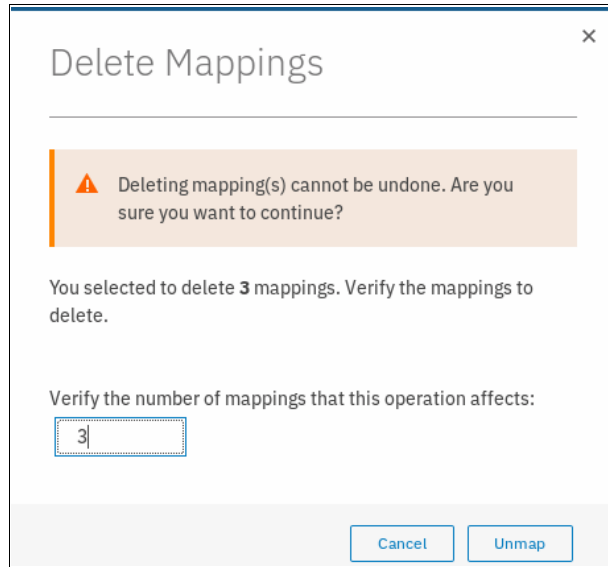 Delete Mappings
Deleting mapping(s) cannot be undone. Are you
sure you want to continue?
You selected to delete 3 mappings. Verify the mappings to
delete.
Verify the number of mappings that this operation affects:
3
Cancel Unmap